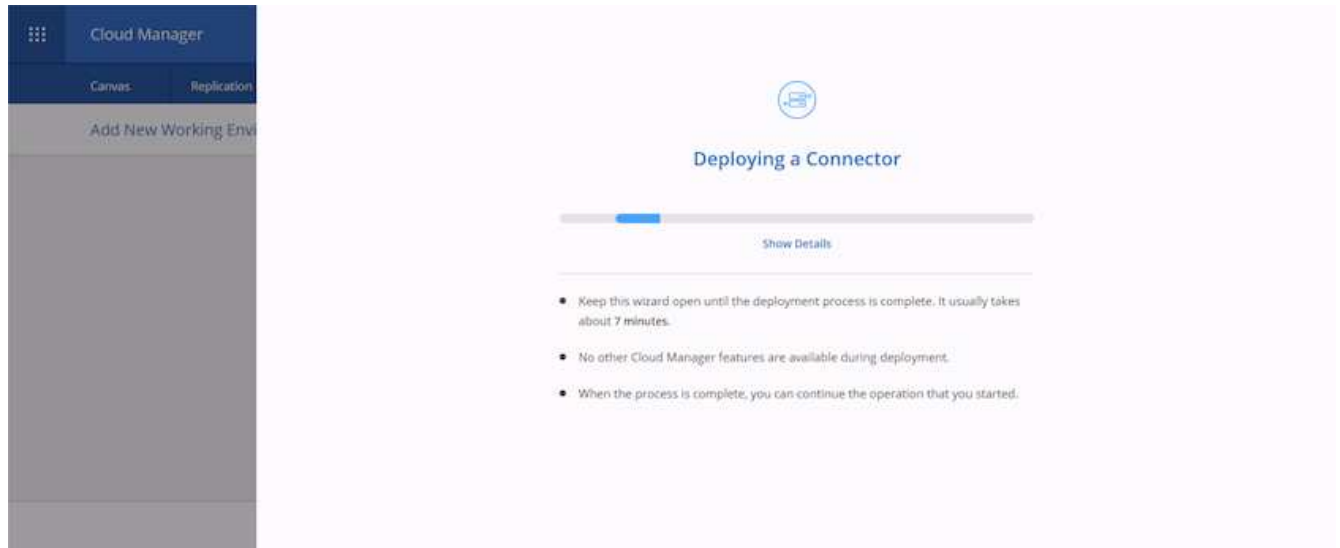 Cloud Manager
Canvas
Replication
Add New Working Envi
Deploying a Connector
Show Details
Keep this wizard open until the deployment process is complete. It usually takes
about 7 minutes.
No other Cloud Manager features are available during deployment.
When the process is complete, you can continue the operation that you started.